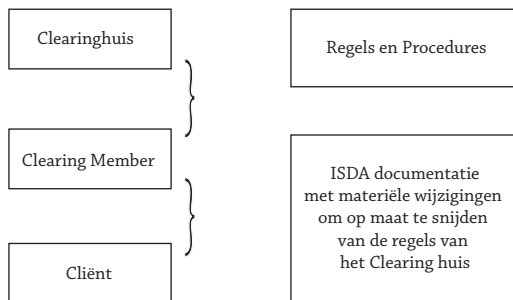 Clearinghuis
Regels en Procedures
Clearing Member
ISDA documentatie
met materiële wijzigingen
om op maat te snijden
van de regels van
het Clearing huis
Cliënt